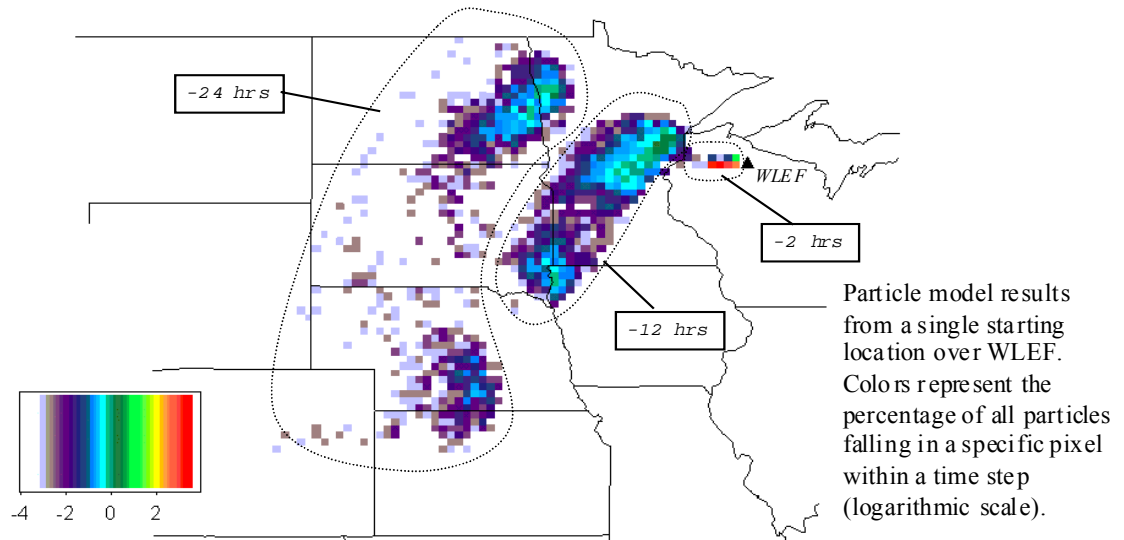 -24 hrs
WLEF
-2 hrs
-12 hrs
Particle model results
from a single starting
location over WLEF.
Colors represent the
percentage of all particles
falling in a specific pixel
within a time step
(logarithmic scale).
-4 -2 0 2